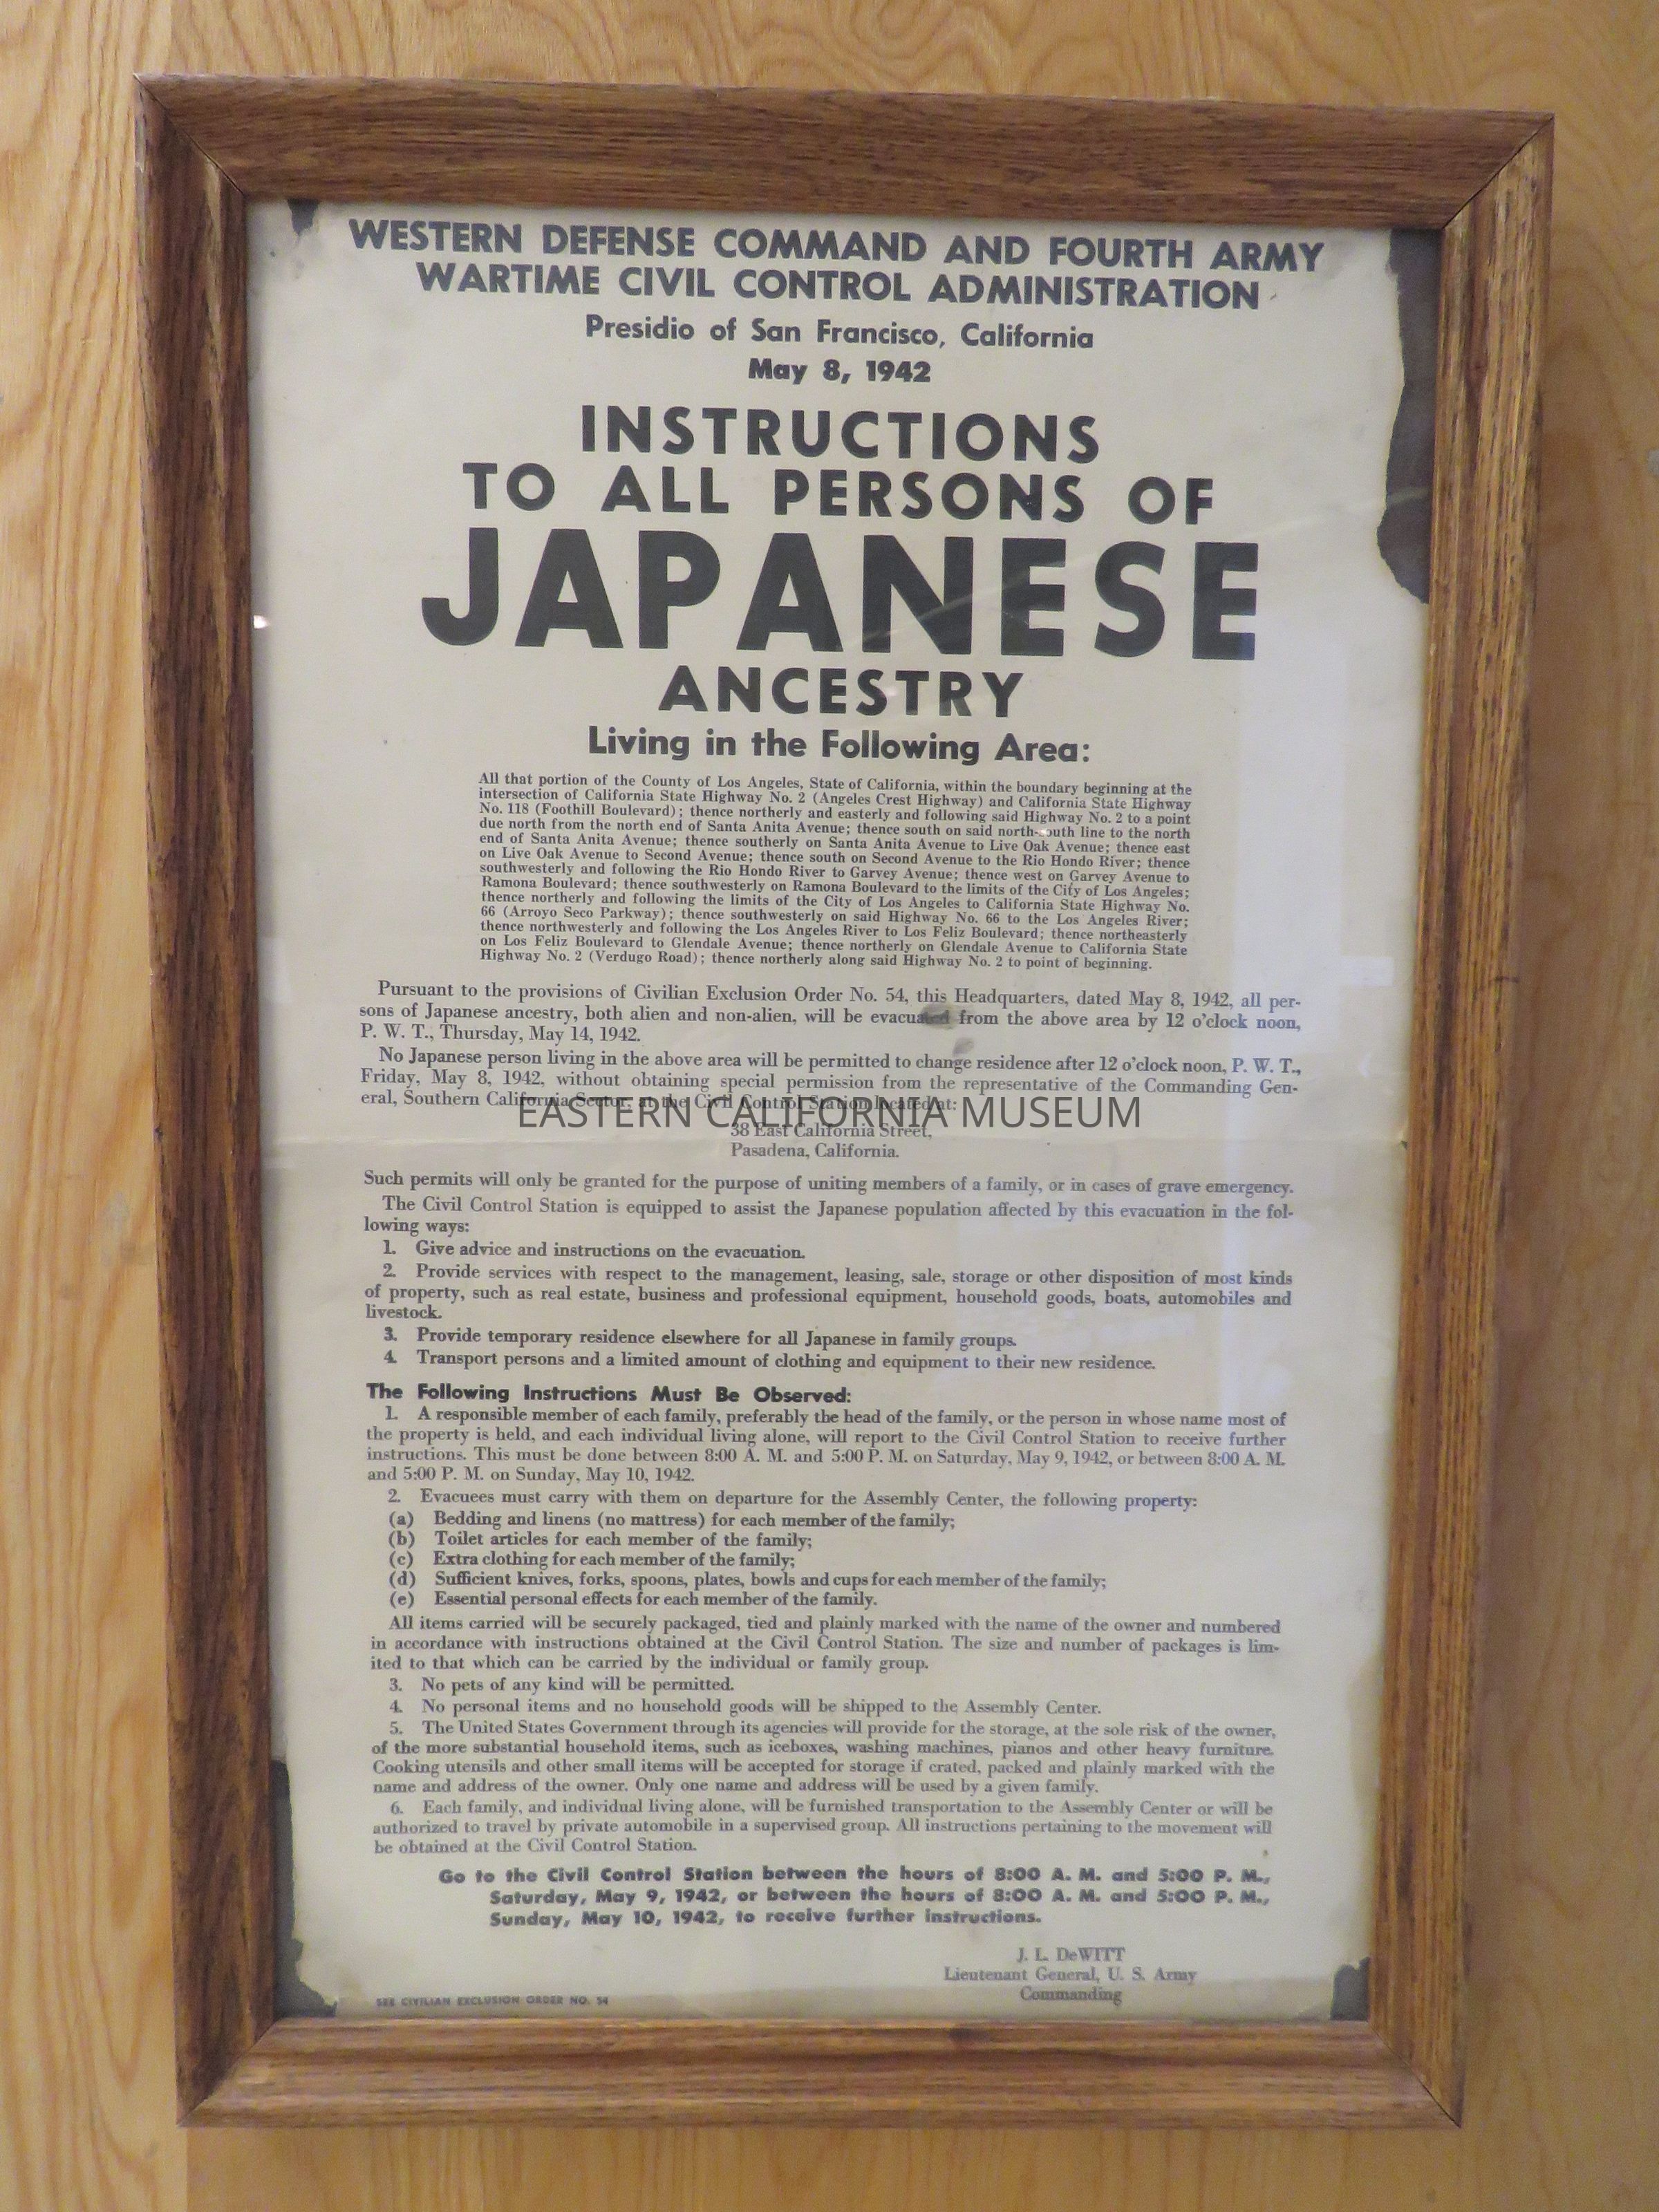 WESTERN DEFENSE COMMAND AND FOURTH ARMY
WARTIME CIVIL CONTROL ADMINISTRATION
Presidio of San Francisco, California
May 8, 1942
INSTRUCTIONS
TO ALL PERSONS OF
JAPANESE
ANCESTRY
Living in the Following Area:
All that portion of the County of Los Angeles, State of California, within the boundary beginning at the
intersection of California State Highway No. 2 (Angeles Crest Highway) and California State Highway
No. 118 (Foothill Boulevard); thence northerly and easterly and following said Highway No. 2 to a point
due north from the north end of Santa Anita Avenue; thence south on said north-south line to the north
end of Santa Anita Avenue; thence southerly on Santa Anita Avenue to Live Oak Avenue; thence east
on Live Oak Avenue to Second Avenue; thence south on Second Avenue to the Rio Hondo River; thence
southwesterly and following the Rio Hondo River to Garvey Avenue; thence west on Garvey Avenue to
Ramona Boulevard; thence southwesterly on Ramona Boulevard to the limits of the City of Los Angeles;
thence northerly and following the limits of the City of Los Angeles to California State Highway No.
66 (Arroyo Seco Parkway); thence southwesterly on said Highway No. 66 to the Los Angeles River;
thence northwesterly and following the Los Angeles River to Los Feliz Boulevard; thence northeasterly
on Los Feliz Boulevard to Glendale Avenue; thence northerly on Glendale Avenue to California State
Highway No. 2 (Verdugo Road); thence northerly along said Highway No. 2 to point of beginning.
Pursuant to the provisions of Civilian Exclusion Order No. 54, this Headquarters, dated May 8, 1942, all per-
sons of Japanese ancestry, both alien and non-alien, will be evacuated from the above area by 12 o'clock noon,
P. W. T., Thursday, May 14, 1942.
No Japanese person living in the above area will be permitted to change residence after 12 o'clock noon, P. W. T.,
Friday, May 8, 1942, without obtaining special permission from the representative of the Commanding Gen-
eral, Southern California Sector, at the Civil Control Station located at:
EASTERN CALIFORNIA MUSEUM
38 East California Street,
Pasadena, California.
Such permits will only be granted for the purpose of uniting members of a family, or in cases of grave emergency.
The Civil Control Station is equipped to assist the Japanese population affected by this evacuation in the fol-
lowing ways:
1. Give advice and instructions on the evacuation.
2. Provide services with respect to the management, leasing, sale, storage or other disposition of most kinds
of property, such as real estate, business and professional equipment, household goods, boats, automobiles and
livestock.
3. Provide temporary residence elsewhere for all Japanese in family groups.
4. Transport persons and a limited amount of clothing and equipment to their new residence.
The Following Instructions Must Be Observed:
1. A responsible member of each family, preferably the head of the family, or the person in whose name most of
the property is held, and each individual living alone, will report to the Civil Control Station to receive further
instructions. This must be done between 8:00 A. M. and 5:00 P. M. on Saturday, May 9, 1942, or between 8:00 A. M.
and 5:00 P. M. on Sunday, May 10, 1942.
2. Evacuees must carry with them on departure for the Assembly Center, the following property:
(a) Bedding and linens (no mattress) for each member of the family;
(b) Toilet articles for each member of the family;
(c) Extra clothing for each member of the family;
(d) Sufficient knives, forks, spoons, plates, bowls and cups for each member of the family;
(e) Essential personal effects for each member of the family.
All items carried will be securely packaged, tied and plainly marked with the name of the owner and numbered
in accordance with instructions obtained at the Civil Control Station. The size and number of packages is lim-
ited to that which can be carried by the individual or family group.
3. No pets of any kind will be permitted.
4. No personal items and no household goods will be shipped to the Assembly Center.
5. The United States Government through its agencies will provide for the storage, at the sole risk of the owner,
of the more substantial household items, such as iceboxes, washing machines, pianos and other heavy furniture.
Cooking utensils and other small items will be accepted for storage if crated, packed and plainly marked with the
name and address of the owner. Only one name and address will be used by a given family.
6. Each family, and individual living alone, will be furnished transportation to the Assembly Center or will be
authorized to travel by private automobile in a supervised group. All instructions pertaining to the movement will
be obtained at the Civil Control Station.
Go to the Civil Control Station between the hours of 8:00 A. M. and 5:00 P. M.,
Saturday, May 9, 1942, or between the hours of 8:00 A. M. and 5:00 P. M.,
Sunday, May 10, 1942, to receive further instructions.
J. L. DeWITT
Lieutenant General, U. S. Army
Commanding
SEE CIVILIAN EXCLUSION ORDER NO. 54